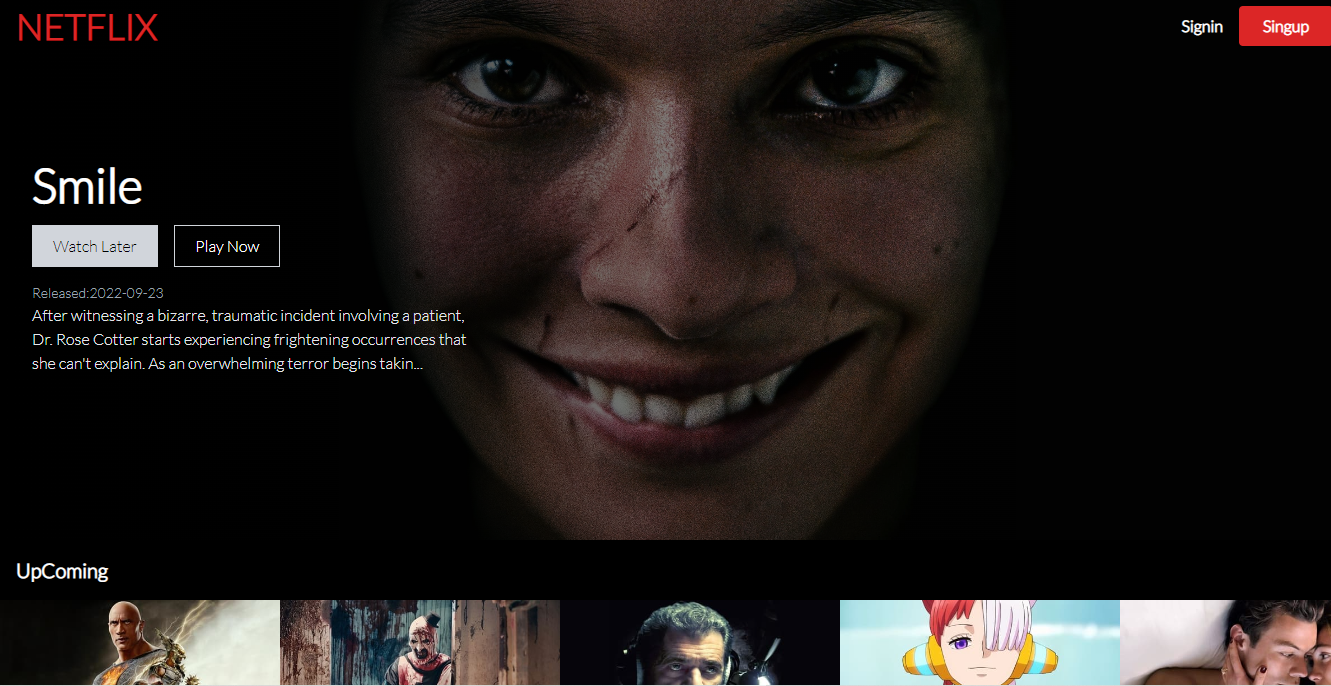 NETFLIX
Signin
Singup
Smile
Watch Later
Play Now
Released:2022-09-23
After witnessing a bizarre, traumatic incident involving a patient,
Dr. Rose Cotter starts experiencing frightening occurrences that
she can't explain. As an overwhelming terror begins takin...
UpComing